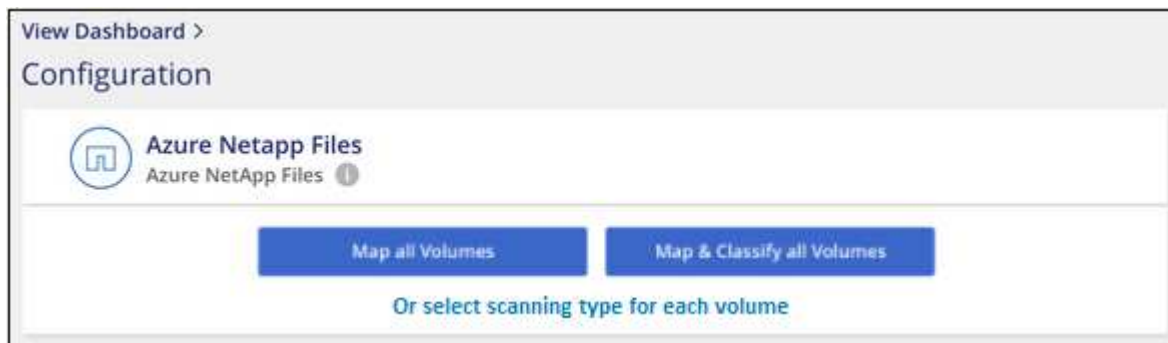 View Dashboard >
Configuration
Azure Netapp Files
Azure NetApp Files
Map all Volumes
Map & Classify all Volumes
Or select scanning type for each volume